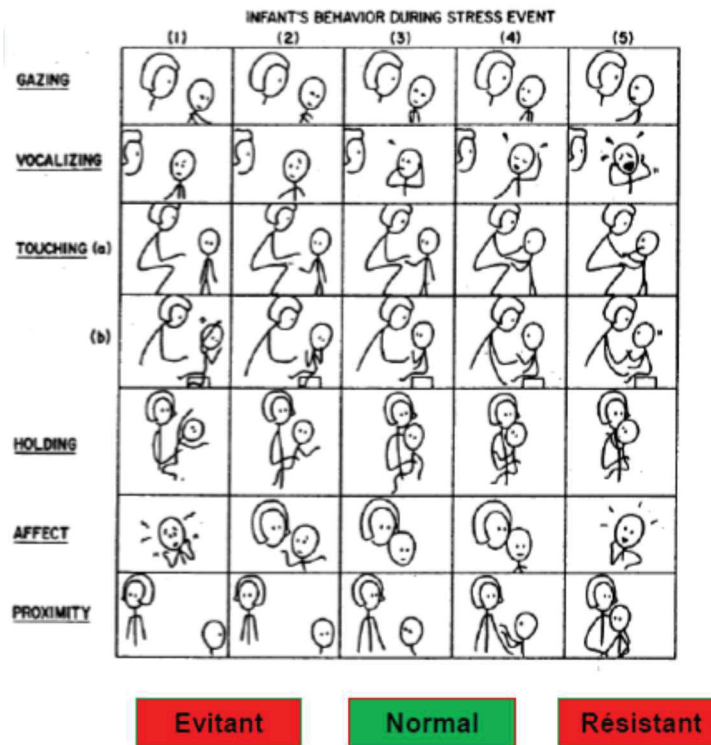 INFANT'S BEHAVIOR DURING STRESS EVENT
(1) (2) (3) (4) (5)
GAZING
VOCALIZING
TOUCHING (a)
(b)
HOLDING
AFFECT
PROXIMITY
Evitant Normal Résistant